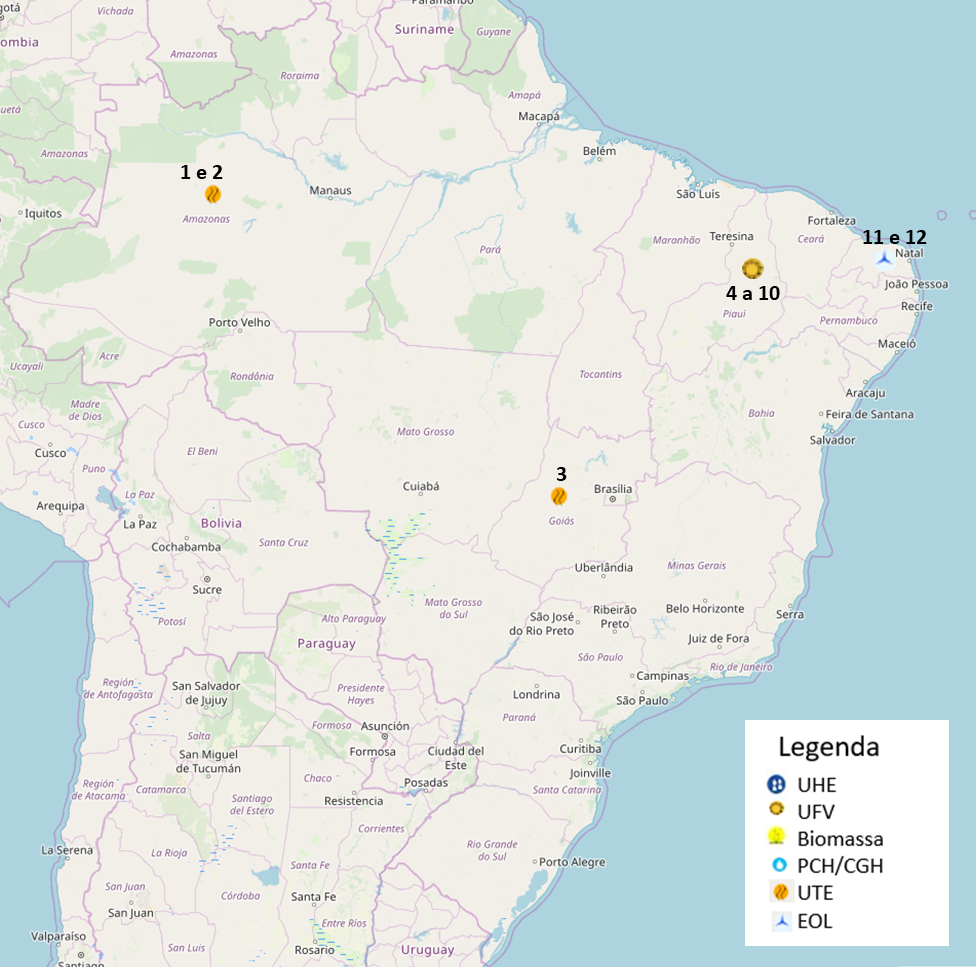 gotá
Vichada
Paramaribo
Suriname
Guyane
ombia
Amazonas
Roraima
Amapá
Macapá
uetá
Amazonas
Belém
1 e 2
Manaus
São Luís
Iquitos
Amazonas
Fortaleza
Teresina
Maranhão
Ceará
11 e 12
Pará
Natal
4 a 10
João Pessoa
Recife
Piauí
Pernambuco
Porto Velho
Maceió
Acre
Ucayali
Rondônia
Tocantins
Aracaju
Madre
de Dios
Bahia
Feira de Santana
Cusco
Mato Grosso
Salvador
Cusco
El Beni
Puno
3
Cuiabá
Brasília
La Paz
Arequipa
La Paz
Bolivia
Goiás
Cochabamba
Santa Cruz
Uberlândia
Minas Gerais
Sucre
Mato Grosso
do Sul
Ribeirão
Preto
Belo Horizonte
Serra
Potosí
Alto Paraguay
São José
do Rio Preto
Juiz de Fora
Paraguay
São Paulo
Rio de Janeiro
Región
de Antofagasta
San Salvador
de Jujuy
Presidente
Hayes
Campinas
Londrina
São Paulo
Paraná
Salta
Formosa
Asunción
San Miguel
de Tucumán
Formosa
Ciudad del
Este
Curitiba
Chaco
Joinville
Región
de Atacama
Catamarca
Posadas
Santa Catarina
Santiago
del Estero
Resistencia
Corrientes
La Serena
La Rioja
Rio Grande
do Sul
Santa Fe
Porto Alegre
San Juan
Córdoba
Santa Fe
San Juan
Entre Ríos
Valparaíso
San Luis
Rosario
Uruguay
Santiago
Legenda
UHE
UFV
Biomassa
PCH/CGH
UTE
EOL